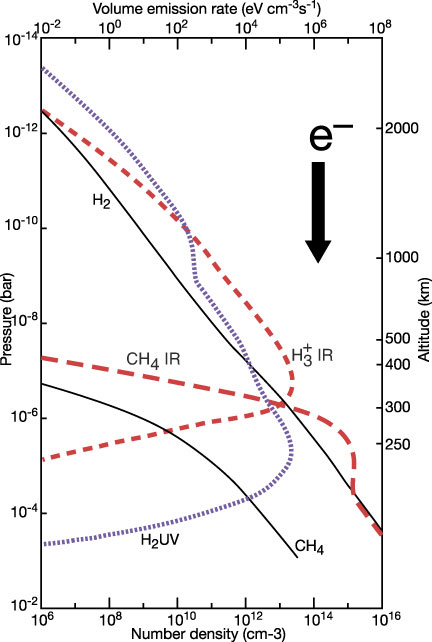 Volume emission rate (eV cm⁻³s⁻¹)
10⁻² 10⁰ 10² 10⁴ 10⁶ 10⁸
10⁻¹⁴
10⁻¹²
10⁻¹⁰
10⁻⁸
10⁻⁶
10⁻⁴
10⁻²
Pressure (bar)
e⁻
H₂
CH₄ IR
H₃⁺ IR
H₂UV
CH₄
2000
1000
500
400
300
250
Altitude (km)
10⁶ 10⁸ 10¹⁰ 10¹² 10¹⁴ 10¹⁶
Number density (cm-3)